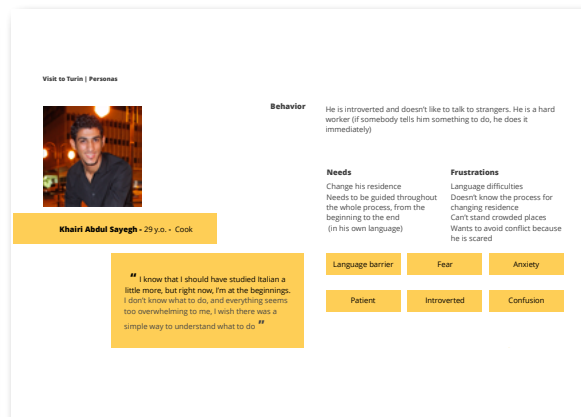 Visit to Turin | Personas
Behavior
He is introverted and doesn't like to talk to strangers. He is a hard
worker (if somebody tells him something to do, he does it
immediately)
Khairi Abdul Sayegh - 29 y.o. - Cook
Needs
Change his residence
Needs to be guided throughout
the whole process, from the
beginning to the end
(in his own language)
Frustrations
Language difficulties
Doesn't know the process for
changing residence
Can't stand crowded places
Wants to avoid conflict because
he is scared
“ I know that I should have studied Italian a
little more, but right now, I'm at the beginnings.
I don't know what to do, and everything seems
too overwhelming to me, I wish there was a
simple way to understand what to do ”
Language barrier
Fear
Anxiety
Patient
Introverted
Confusion